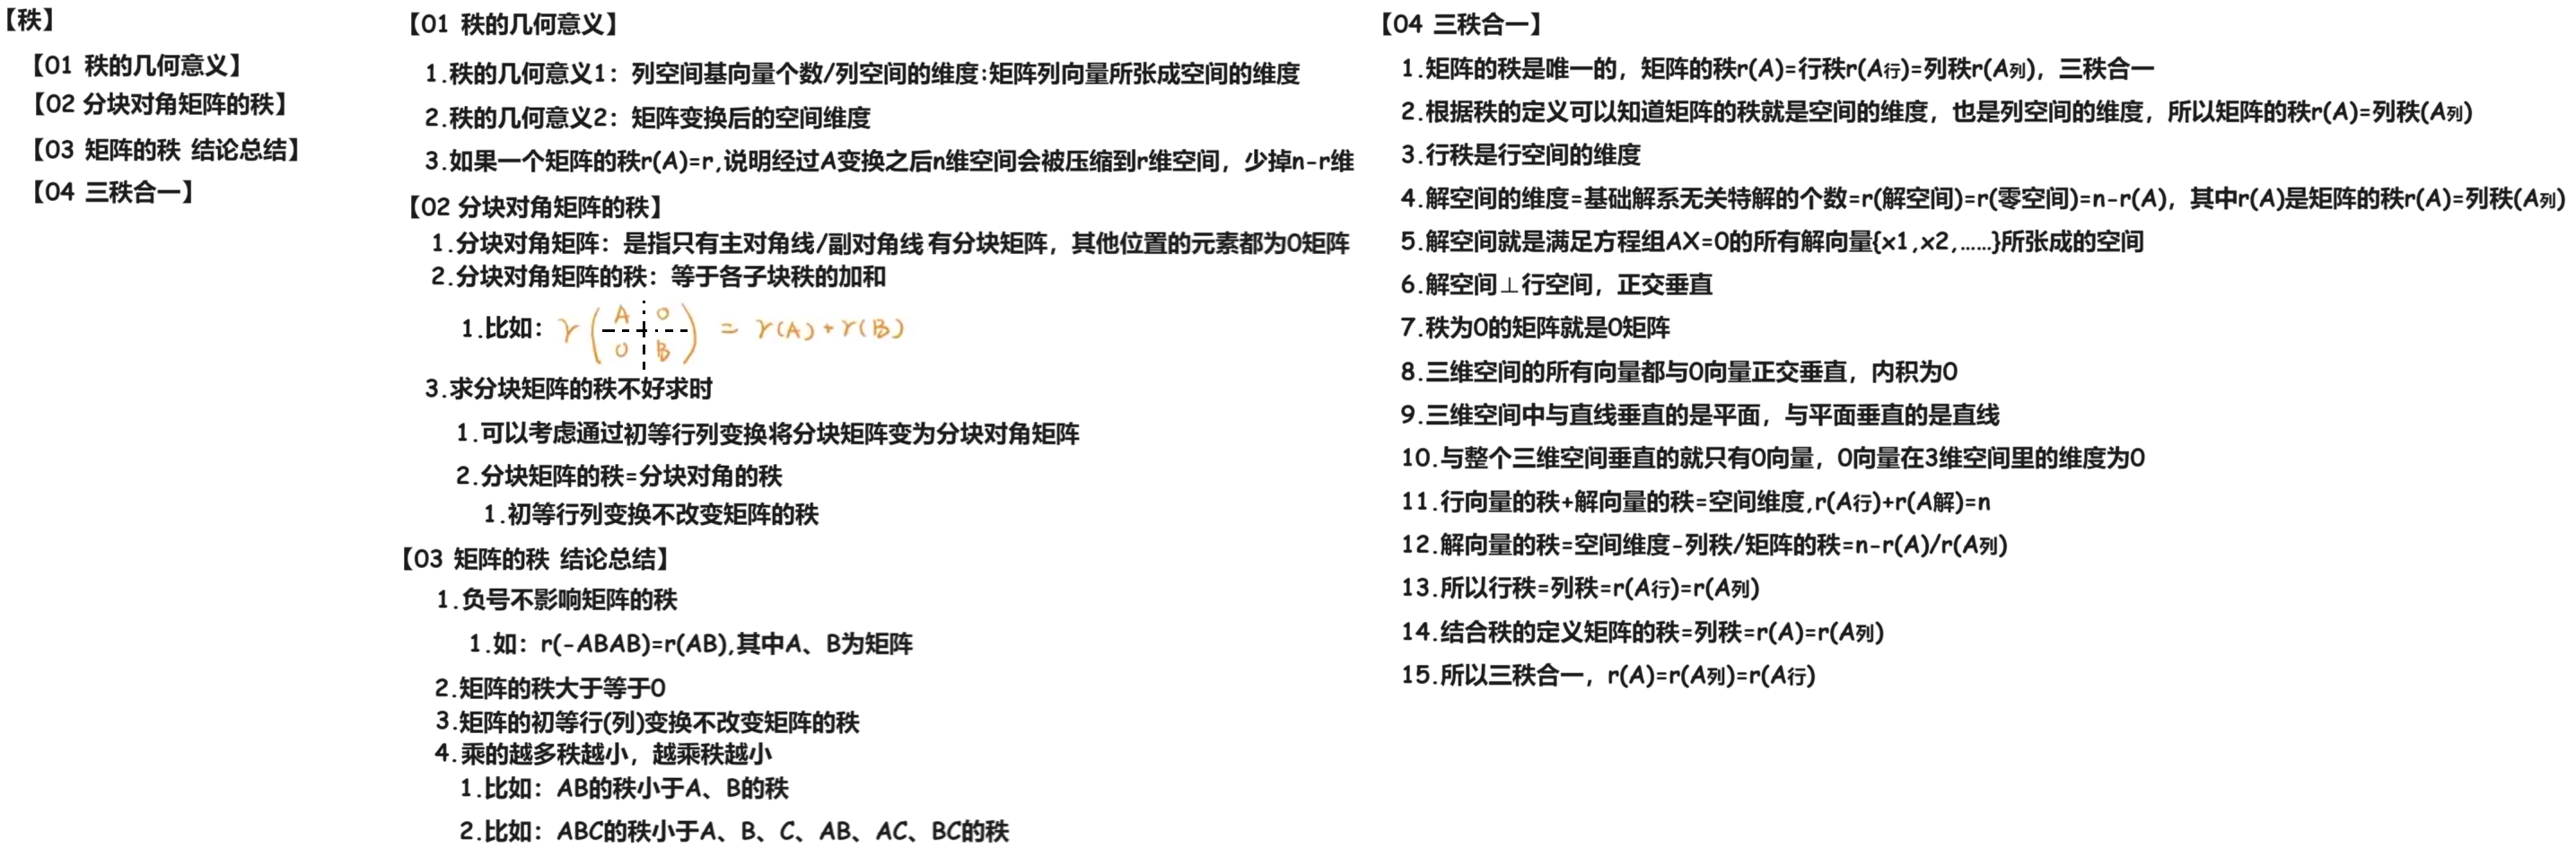 【秩】
【01 秩的几何意义】
【02 分块对角矩阵的秩】
【03 矩阵的秩 结论总结】
【04 三秩合一】
【01 秩的几何意义】
1.秩的几何意义1：列空间基向量个数/列空间的维度:矩阵列向量所张成空间的维度
2.秩的几何意义2：矩阵变换后的空间维度
3.如果一个矩阵的秩r(A)=r,说明经过A变换之后n维空间会被压缩到r维空间，少掉n-r维
【02 分块对角矩阵的秩】
1.分块对角矩阵：是指只有主对角线/副对角线 有分块矩阵，其他位置的元素都为0矩阵
2.分块对角矩阵的秩：等于各子块秩的加和
1.比如：r ( A 0
0 B ) = r(A)+r(B)
3.求分块矩阵的秩不好求时
1.可以考虑通过初等行列变换将分块矩阵变为分块对角矩阵
2.分块矩阵的秩=分块对角的秩
1.初等行列变换不改变矩阵的秩
【03 矩阵的秩 结论总结】
1.负号不影响矩阵的秩
1.如：r(-ABAB)=r(AB),其中A、B为矩阵
2.矩阵的秩大于等于0
3.矩阵的初等行(列)变换不改变矩阵的秩
4.乘的越多秩越小，越乘秩越小
1.比如：AB的秩小于A、B的秩
2.比如：ABC的秩小于A、B、C、AB、AC、BC的秩
【04 三秩合一】
1.矩阵的秩是唯一的，矩阵的秩r(A)=行秩r(A行)=列秩r(A列)，三秩合一
2.根据秩的定义可以知道矩阵的秩就是空间的维度，也是列空间的维度，所以矩阵的秩r(A)=列秩(A列)
3.行秩是行空间的维度
4.解空间的维度=基础解系无关特解的个数=r(解空间)=r(零空间)=n-r(A)，其中r(A)是矩阵的秩r(A)=列秩(A列)
5.解空间就是满足方程组AX=0的所有解向量{x1,x2,......}所张成的空间
6.解空间⊥行空间，正交垂直
7.秩为0的矩阵就是0矩阵
8.三维空间的所有向量都与0向量正交垂直，内积为0
9.三维空间中与直线垂直的是平面，与平面垂直的是直线
10.与整个三维空间垂直的就只有0向量，0向量在3维空间里的维度为0
11.行向量的秩+解向量的秩=空间维度,r(A行)+r(A解)=n
12.解向量的秩=空间维度-列秩/矩阵的秩=n-r(A)/r(A列)
13.所以行秩=列秩=r(A行)=r(A列)
14.结合秩的定义矩阵的秩=列秩=r(A)=r(A列)
15.所以三秩合一，r(A)=r(A列)=r(A行)